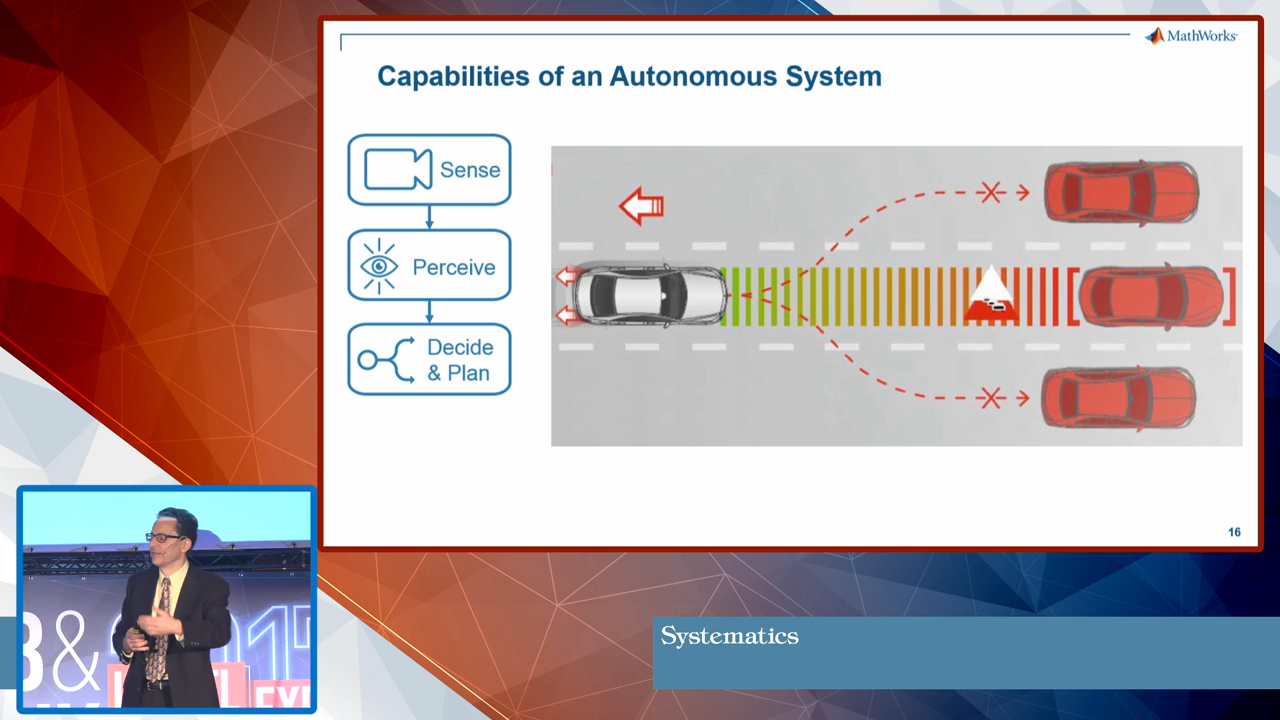 MathWorks
Capabilities of an Autonomous System
Sense
Perceive
Decide
& Plan
16
Systematics